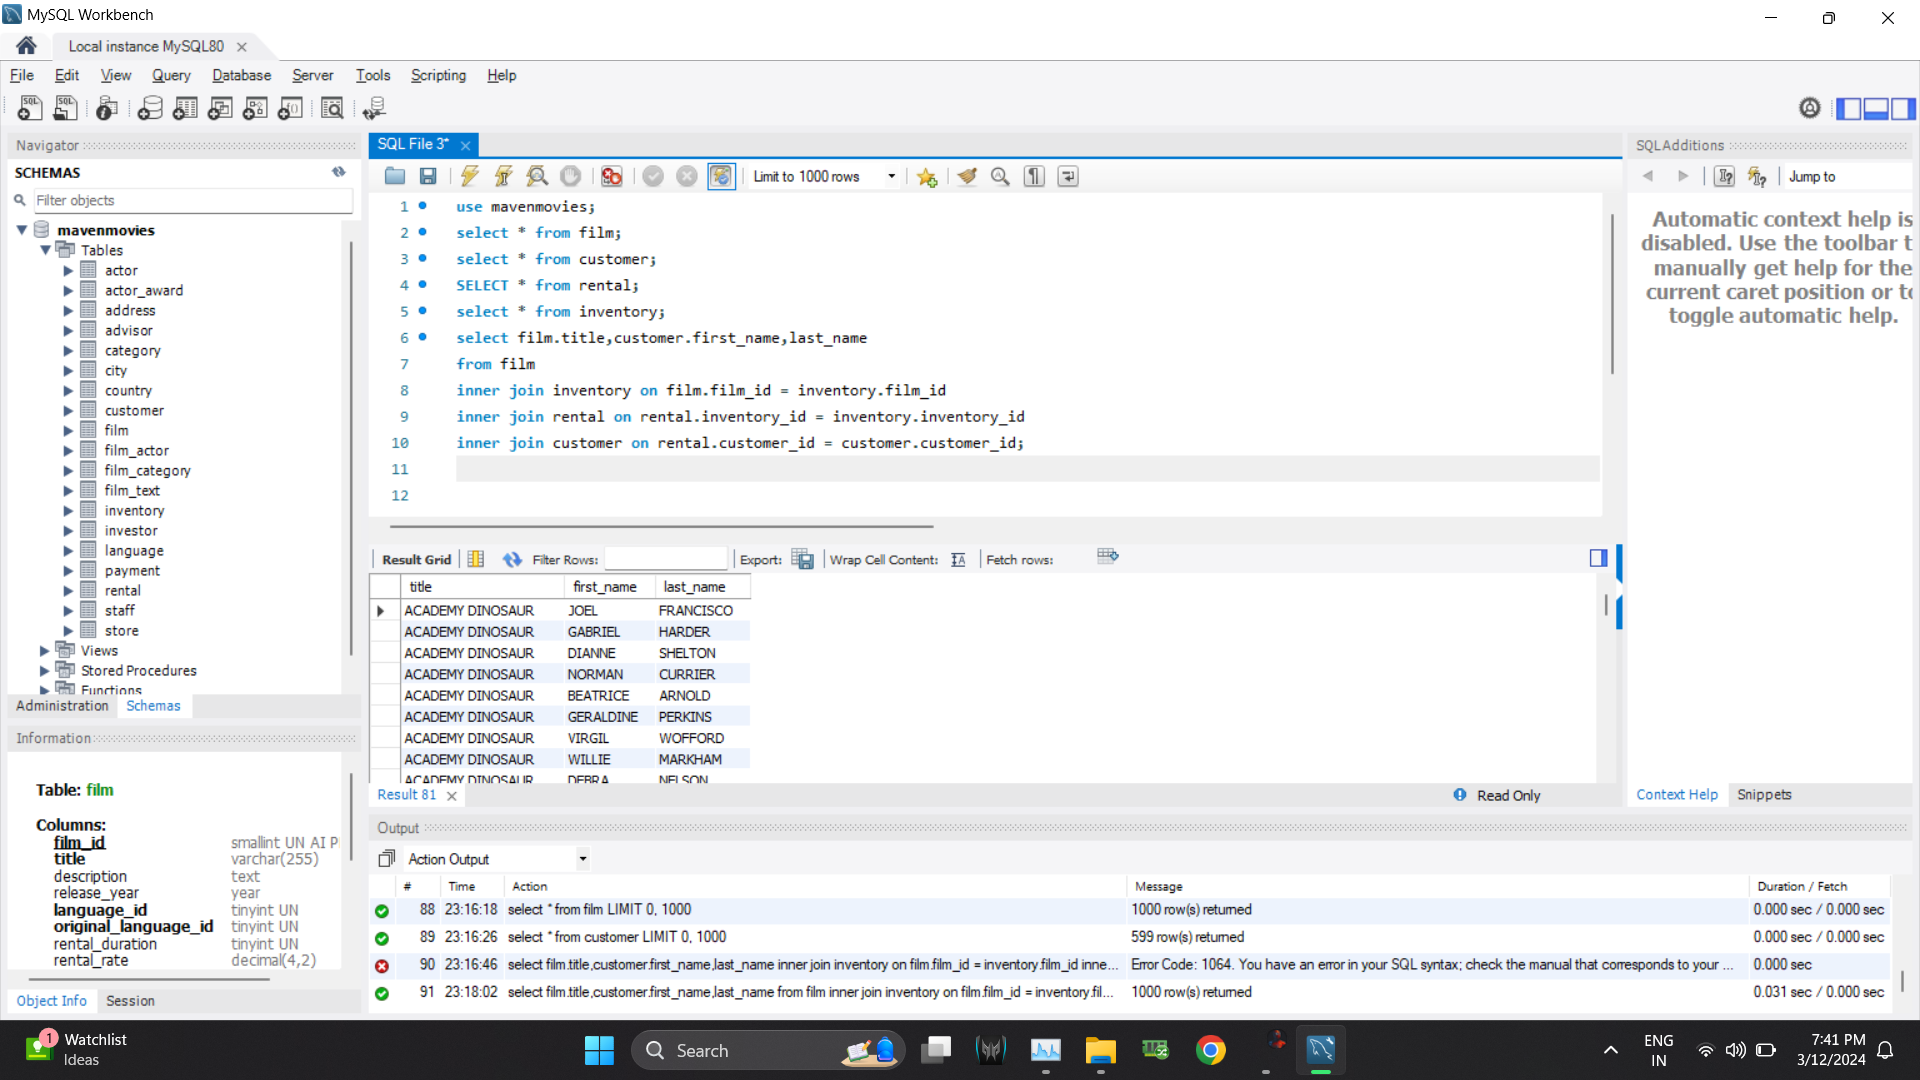 MySQL Workbench
Local instance MySQL80
File Edit View Query Database Server Tools Scripting Help
Navigator
SCHEMAS
Filter objects
mavenmovies
Tables
actor
actor_award
address
advisor
category
city
country
customer
film
film_actor
film_category
film_text
inventory
investor
language
payment
rental
staff
store
Views
Stored Procedures
Functions
Administration Schemas
Information
Table: film
Columns:
film_id smallint UN AI P
title varchar(255)
description text
release_year year
language_id tinyint UN
original_language_id tinyint UN
rental_duration tinyint UN
rental_rate decimal(4,2)
Object Info Session
SQL File 3*
Limit to 1000 rows
1 use mavenmovies;
2 select * from film;
3 select * from customer;
4 SELECT * from rental;
5 select * from inventory;
6 select film.title,customer.first_name,last_name
7 from film
8 inner join inventory on film.film_id = inventory.film_id
9 inner join rental on rental.inventory_id = inventory.inventory_id
10 inner join customer on rental.customer_id = customer.customer_id;
11
12
Result Grid Filter Rows: Export: Wrap Cell Content: Fetch rows:
title first_name last_name
ACADEMY DINOSAUR JOEL FRANCISCO
ACADEMY DINOSAUR GABRIEL HARDER
ACADEMY DINOSAUR DIANNE SHELTON
ACADEMY DINOSAUR NORMAN CURRIER
ACADEMY DINOSAUR BEATRICE ARNOLD
ACADEMY DINOSAUR GERALDINE PERKINS
ACADEMY DINOSAUR VIRGIL WOFFORD
ACADEMY DINOSAUR WILLIE MARKHAM
ACADEMY DINOSAUR DEBRA NELSON
Result 81
Read Only
SQLAdditions
Jump to
Automatic context help is
disabled. Use the toolbar t
manually get help for the
current caret position or to
toggle automatic help.
Context Help Snippets
Output
Action Output
# Time Action Message Duration / Fetch
88 23:16:18 select * from film LIMIT 0, 1000 1000 row(s) returned 0.000 sec / 0.000 sec
89 23:16:26 select * from customer LIMIT 0, 1000 599 row(s) returned 0.000 sec / 0.000 sec
90 23:16:46 select film.title,customer.first_name,last_name inner join inventory on film.film_id = inventory.film_id inne... Error Code: 1064. You have an error in your SQL syntax; check the manual that corresponds to your ... 0.000 sec
91 23:18:02 select film.title,customer.first_name,last_name from film inner join inventory on film.film_id = inventory.fil... 1000 row(s) returned 0.031 sec / 0.000 sec
1
Watchlist
Ideas
Search
ENG
IN
7:41 PM
3/12/2024